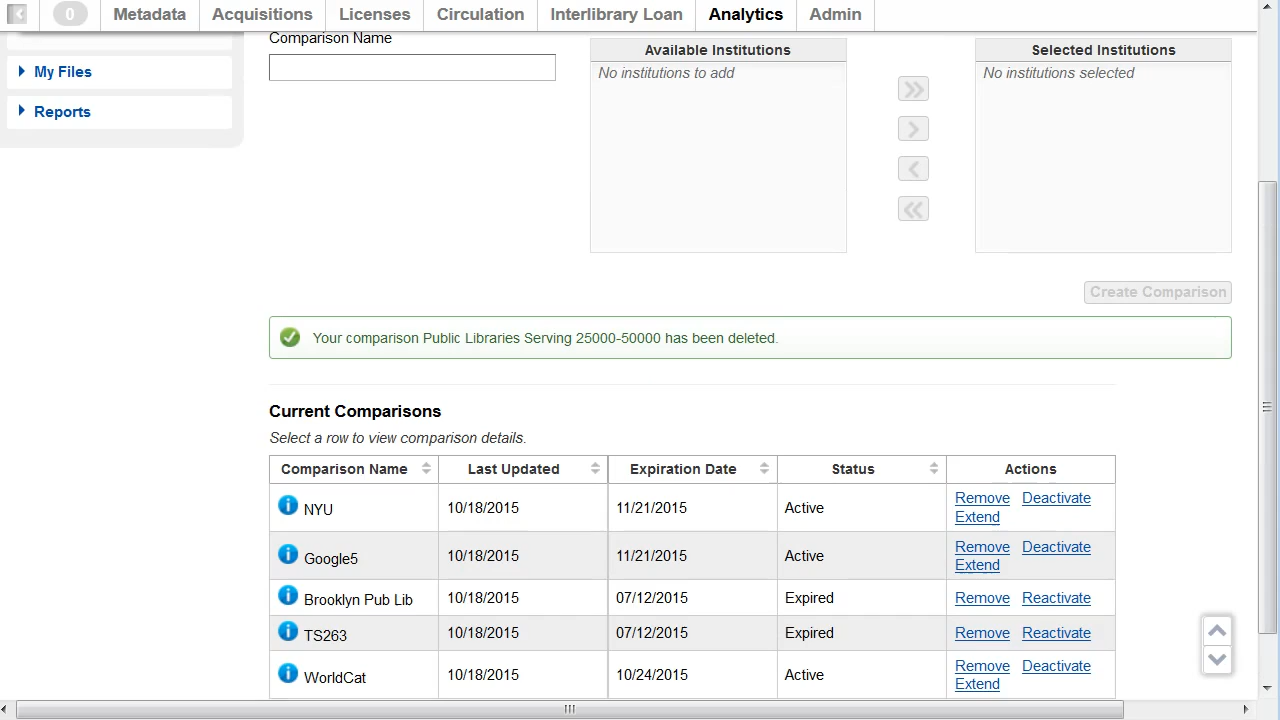 0 Metadata Acquisitions Licenses Circulation Interlibrary Loan Analytics Admin
My Files
Reports
Comparison Name
Available Institutions
No institutions to add
Selected Institutions
No institutions selected
Create Comparison
Your comparison Public Libraries Serving 25000-50000 has been deleted.
Current Comparisons
Select a row to view comparison details.
Comparison Name Last Updated Expiration Date Status Actions
NYU 10/18/2015 11/21/2015 Active Remove Deactivate
Extend
Google5 10/18/2015 11/21/2015 Active Remove Deactivate
Extend
Brooklyn Pub Lib 10/18/2015 07/12/2015 Expired Remove Reactivate
TS263 10/18/2015 07/12/2015 Expired Remove Reactivate
WorldCat 10/18/2015 10/24/2015 Active Remove Deactivate
Extend